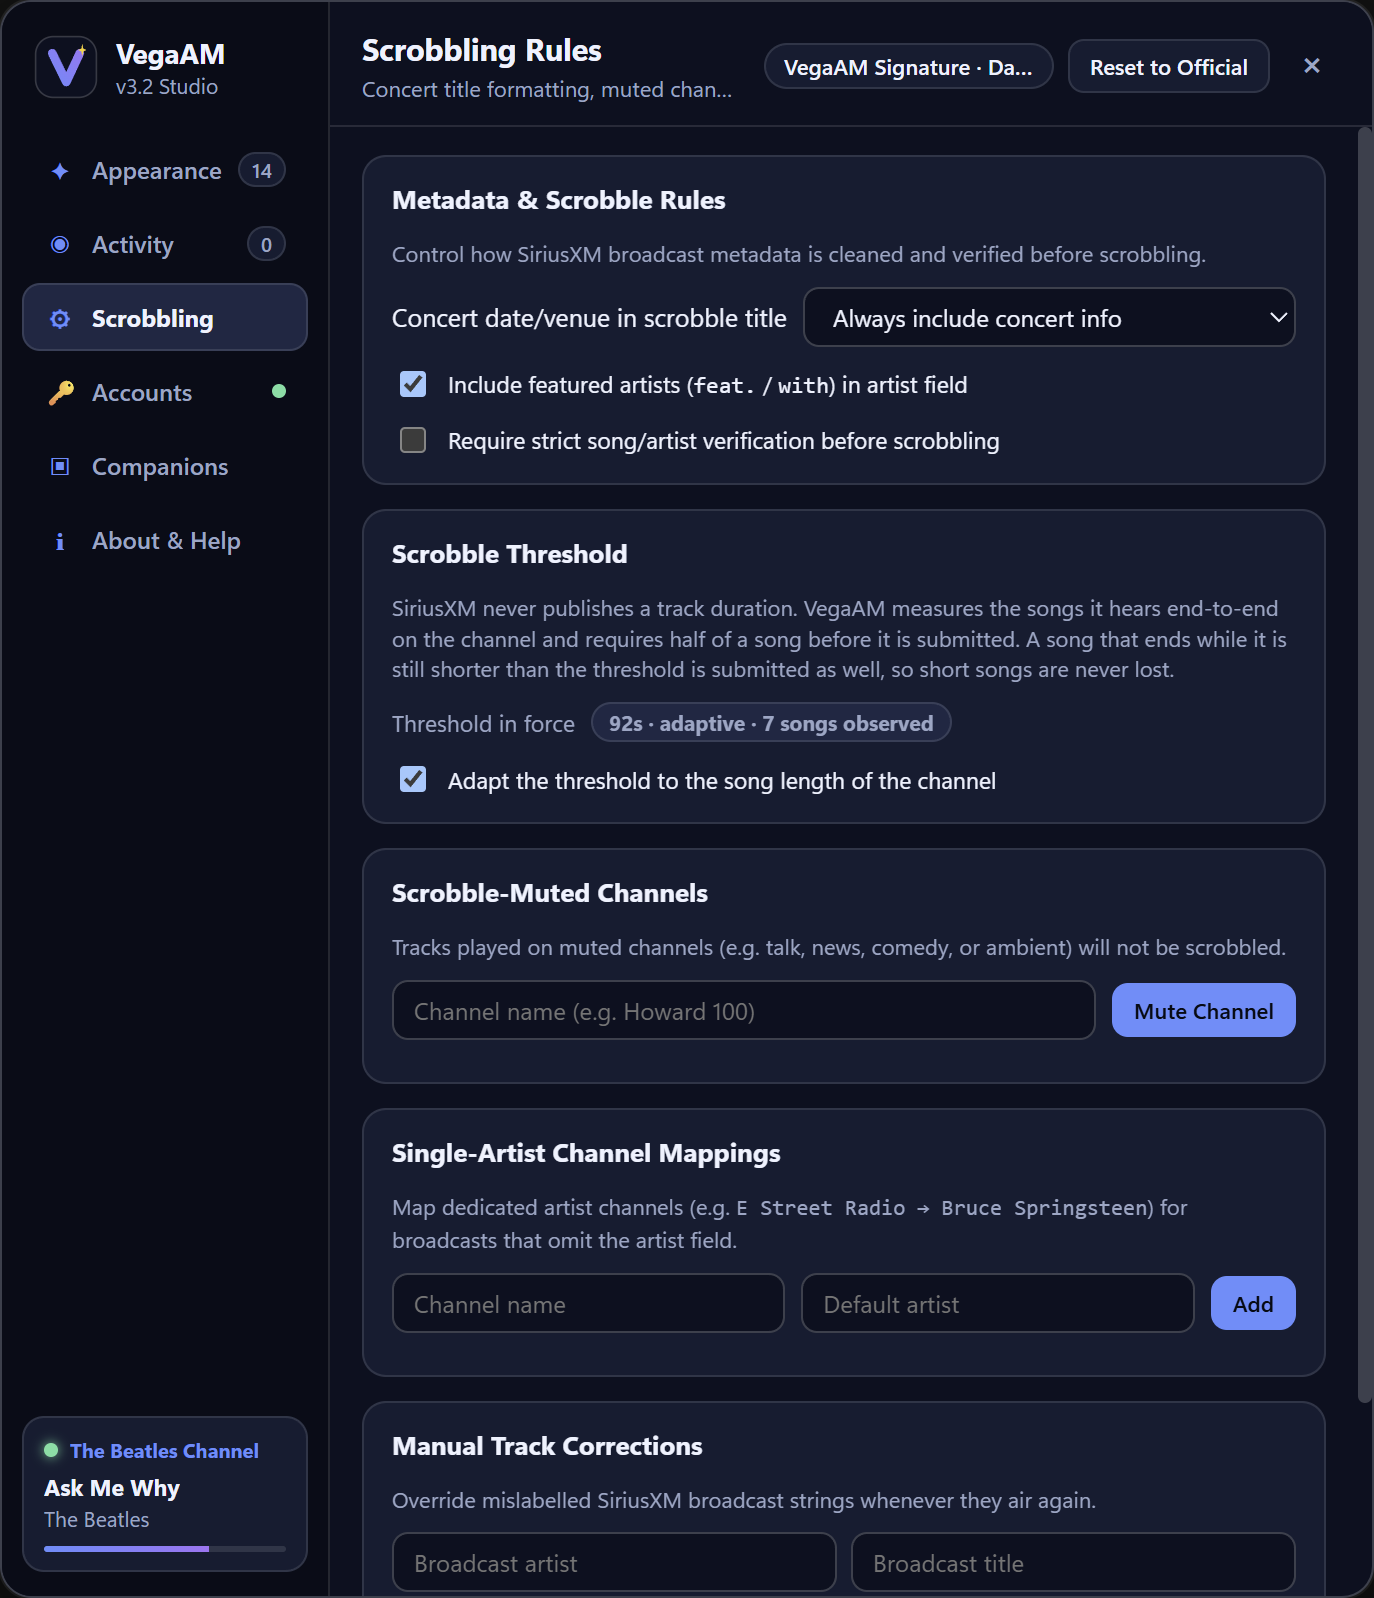 VegaAM
v3.2 Studio
Appearance 14
Activity 0
Scrobbling
Accounts
Companions
About & Help
The Beatles Channel
Ask Me Why
The Beatles
Scrobbling Rules
Concert title formatting, muted chan...
VegaAM Signature · Da...
Reset to Official
Metadata & Scrobble Rules
Control how SiriusXM broadcast metadata is cleaned and verified before scrobbling.
Concert date/venue in scrobble title Always include concert info
Include featured artists (feat. / with) in artist field
Require strict song/artist verification before scrobbling
Scrobble Threshold
SiriusXM never publishes a track duration. VegaAM measures the songs it hears end-to-end
on the channel and requires half of a song before it is submitted. A song that ends while it is
still shorter than the threshold is submitted as well, so short songs are never lost.
Threshold in force 92s · adaptive · 7 songs observed
Adapt the threshold to the song length of the channel
Scrobble-Muted Channels
Tracks played on muted channels (e.g. talk, news, comedy, or ambient) will not be scrobbled.
Channel name (e.g. Howard 100) Mute Channel
Single-Artist Channel Mappings
Map dedicated artist channels (e.g. E Street Radio → Bruce Springsteen) for
broadcasts that omit the artist field.
Channel name Default artist Add
Manual Track Corrections
Override mislabelled SiriusXM broadcast strings whenever they air again.
Broadcast artist Broadcast title